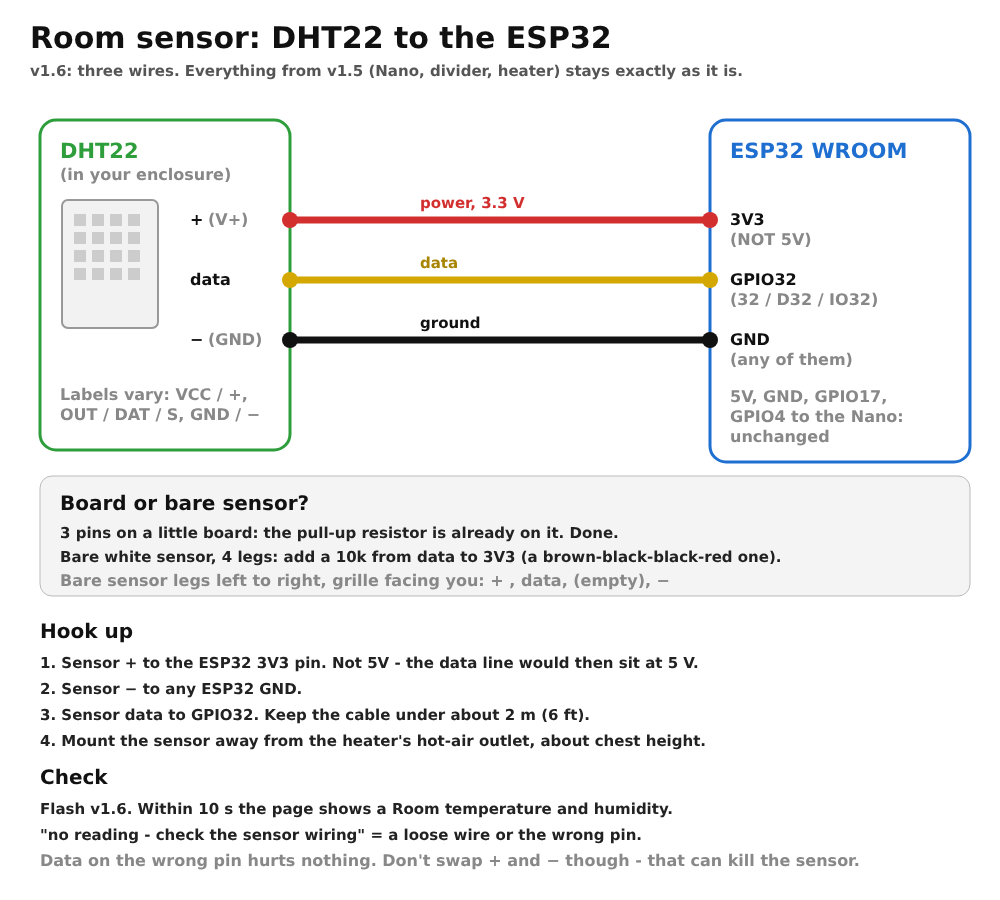 Room sensor: DHT22 to the ESP32
v1.6: three wires. Everything from v1.5 (Nano, divider, heater) stays exactly as it is.
DHT22
(in your enclosure)
+ (V+)
data
− (GND)
Labels vary: VCC / +,
OUT / DAT / S, GND / −
power, 3.3 V
data
ground
ESP32 WROOM
3V3
(NOT 5V)
GPIO32
(32 / D32 / IO32)
GND
(any of them)
5V, GND, GPIO17,
GPIO4 to the Nano:
unchanged
Board or bare sensor?
3 pins on a little board: the pull-up resistor is already on it. Done.
Bare white sensor, 4 legs: add a 10k from data to 3V3 (a brown-black-black-red one).
Bare sensor legs left to right, grille facing you: + , data, (empty), −
Hook up
1. Sensor + to the ESP32 3V3 pin. Not 5V - the data line would then sit at 5 V.
2. Sensor − to any ESP32 GND.
3. Sensor data to GPIO32. Keep the cable under about 2 m (6 ft).
4. Mount the sensor away from the heater's hot-air outlet, about chest height.
Check
Flash v1.6. Within 10 s the page shows a Room temperature and humidity.
"no reading - check the sensor wiring" = a loose wire or the wrong pin.
Data on the wrong pin hurts nothing. Don't swap + and − though - that can kill the sensor.